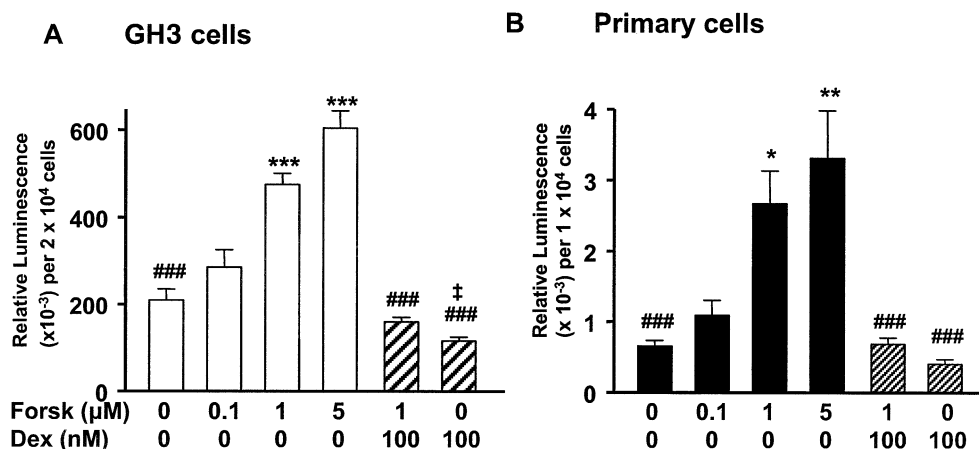 A GH3 cells
B Primary cells
Relative Luminescence
(x10⁻³) per 2 x 10⁴ cells
600
400
200
0
###
***
***
###
‡
###
Forsk (µM) 0 0.1 1 5 1 0
Dex (nM) 0 0 0 0 100 100
Relative Luminescence
(x 10⁻³) per 1 x 10⁴ cells
4
3
2
1
0
###
*
**
###
###
0 0.1 1 5 1 0
0 0 0 0 100 100